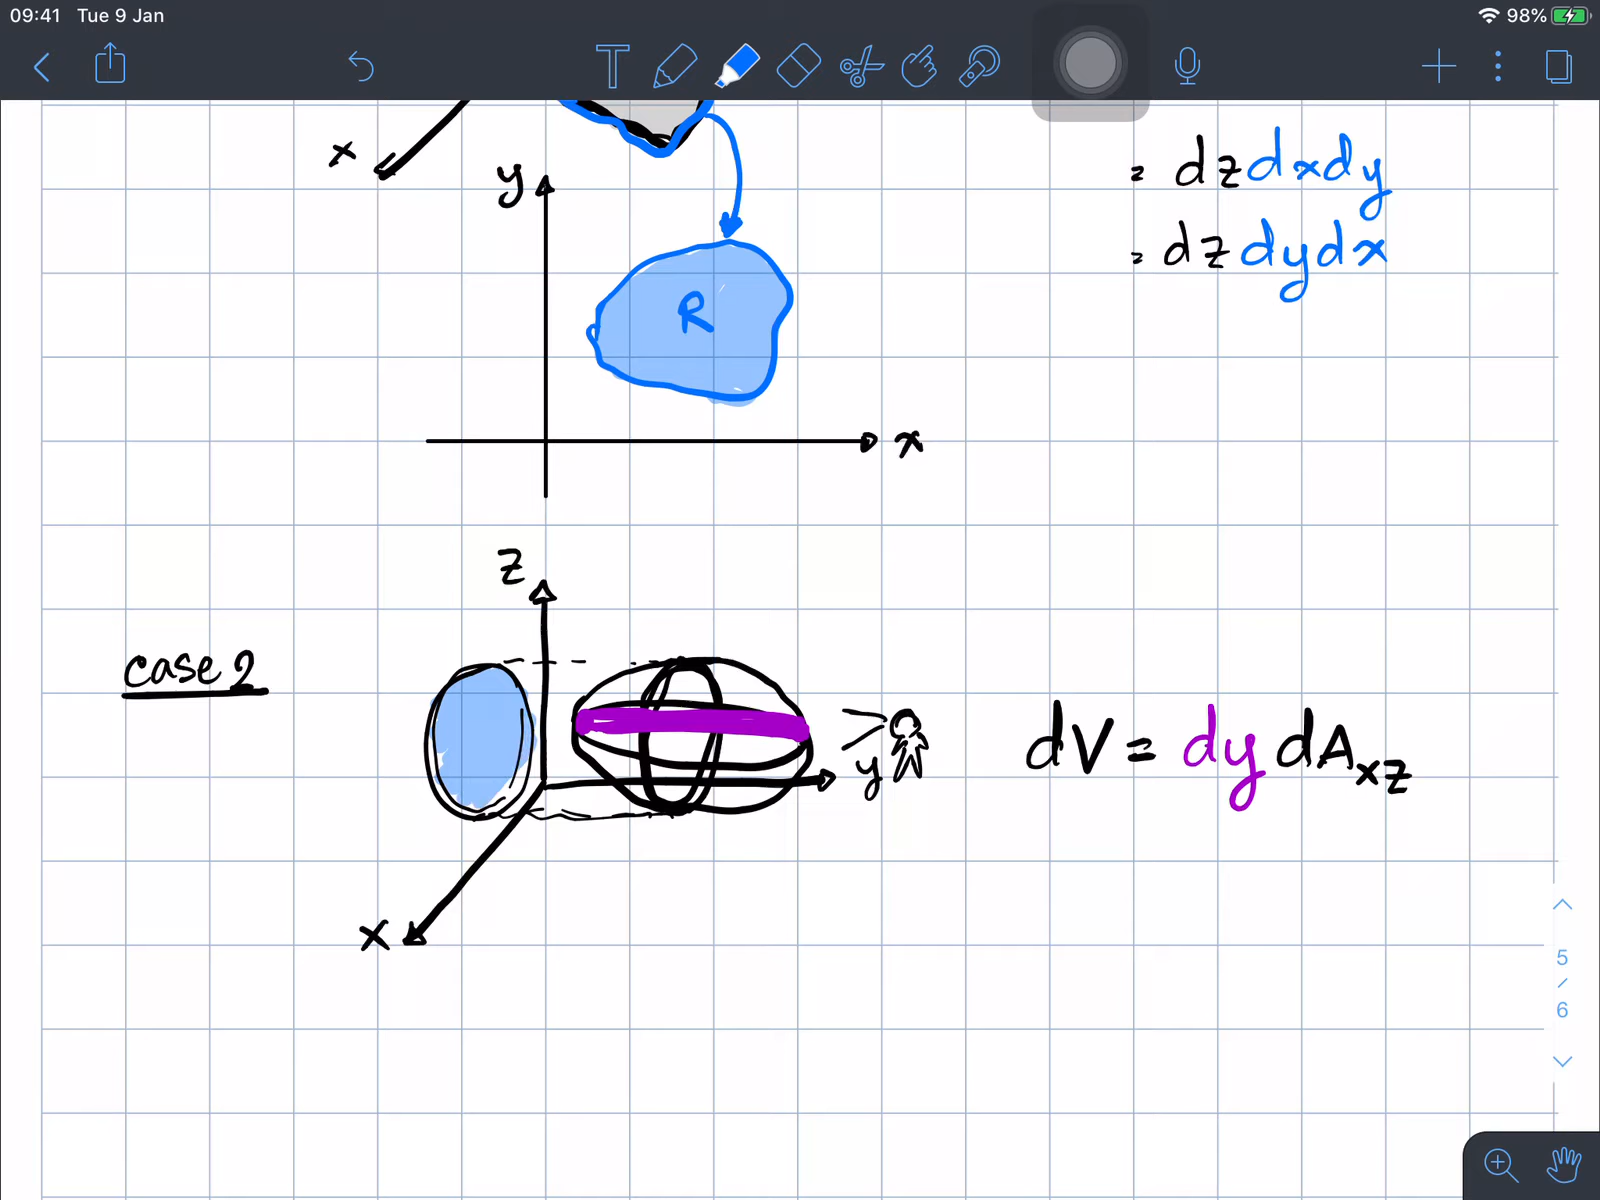 09:41 Tue 9 Jan
98%
T
x
y
= dz dx dy
= dz dy dx
R
x
z
case 2
y
dV = dy dA_xz
x
5
/
6